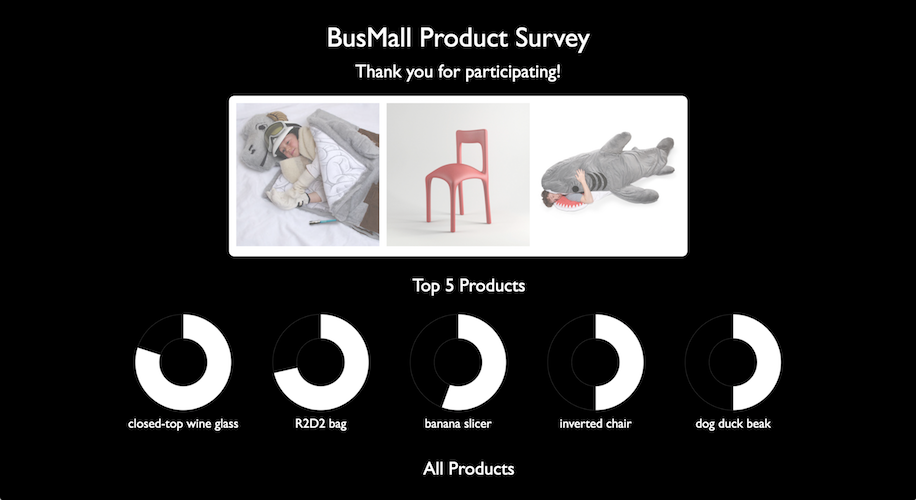 BusMall Product Survey
Thank you for participating!
Top 5 Products
closed-top wine glass
R2D2 bag
banana slicer
inverted chair
dog duck beak
All Products